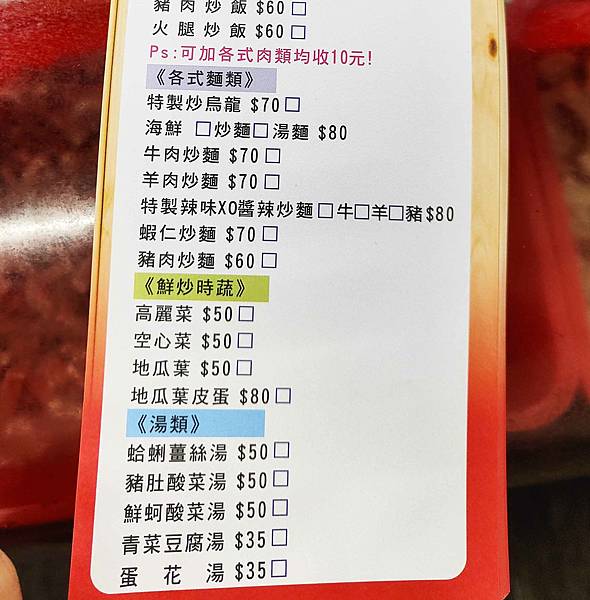 豬肉炒飯 $60□
火腿炒飯 $60□
Ps:可加各式肉類均收10元!
《各式麵類》
特製炒烏龍 $70□
海鮮 □炒麵□湯麵 $80
牛肉炒麵 $70□
羊肉炒麵 $70□
特製辣味XO醬辣炒麵□牛□羊□豬$80
蝦仁炒麵 $70□
豬肉炒麵 $60□
《鮮炒時蔬》
高麗菜 $50□
空心菜 $50□
地瓜葉 $50□
地瓜葉皮蛋 $80□
《湯類》
蛤蜊薑絲湯 $50□
豬肚酸菜湯 $50□
鮮蚵酸菜湯 $50□
青菜豆腐湯 $35□
蛋花湯 $35□